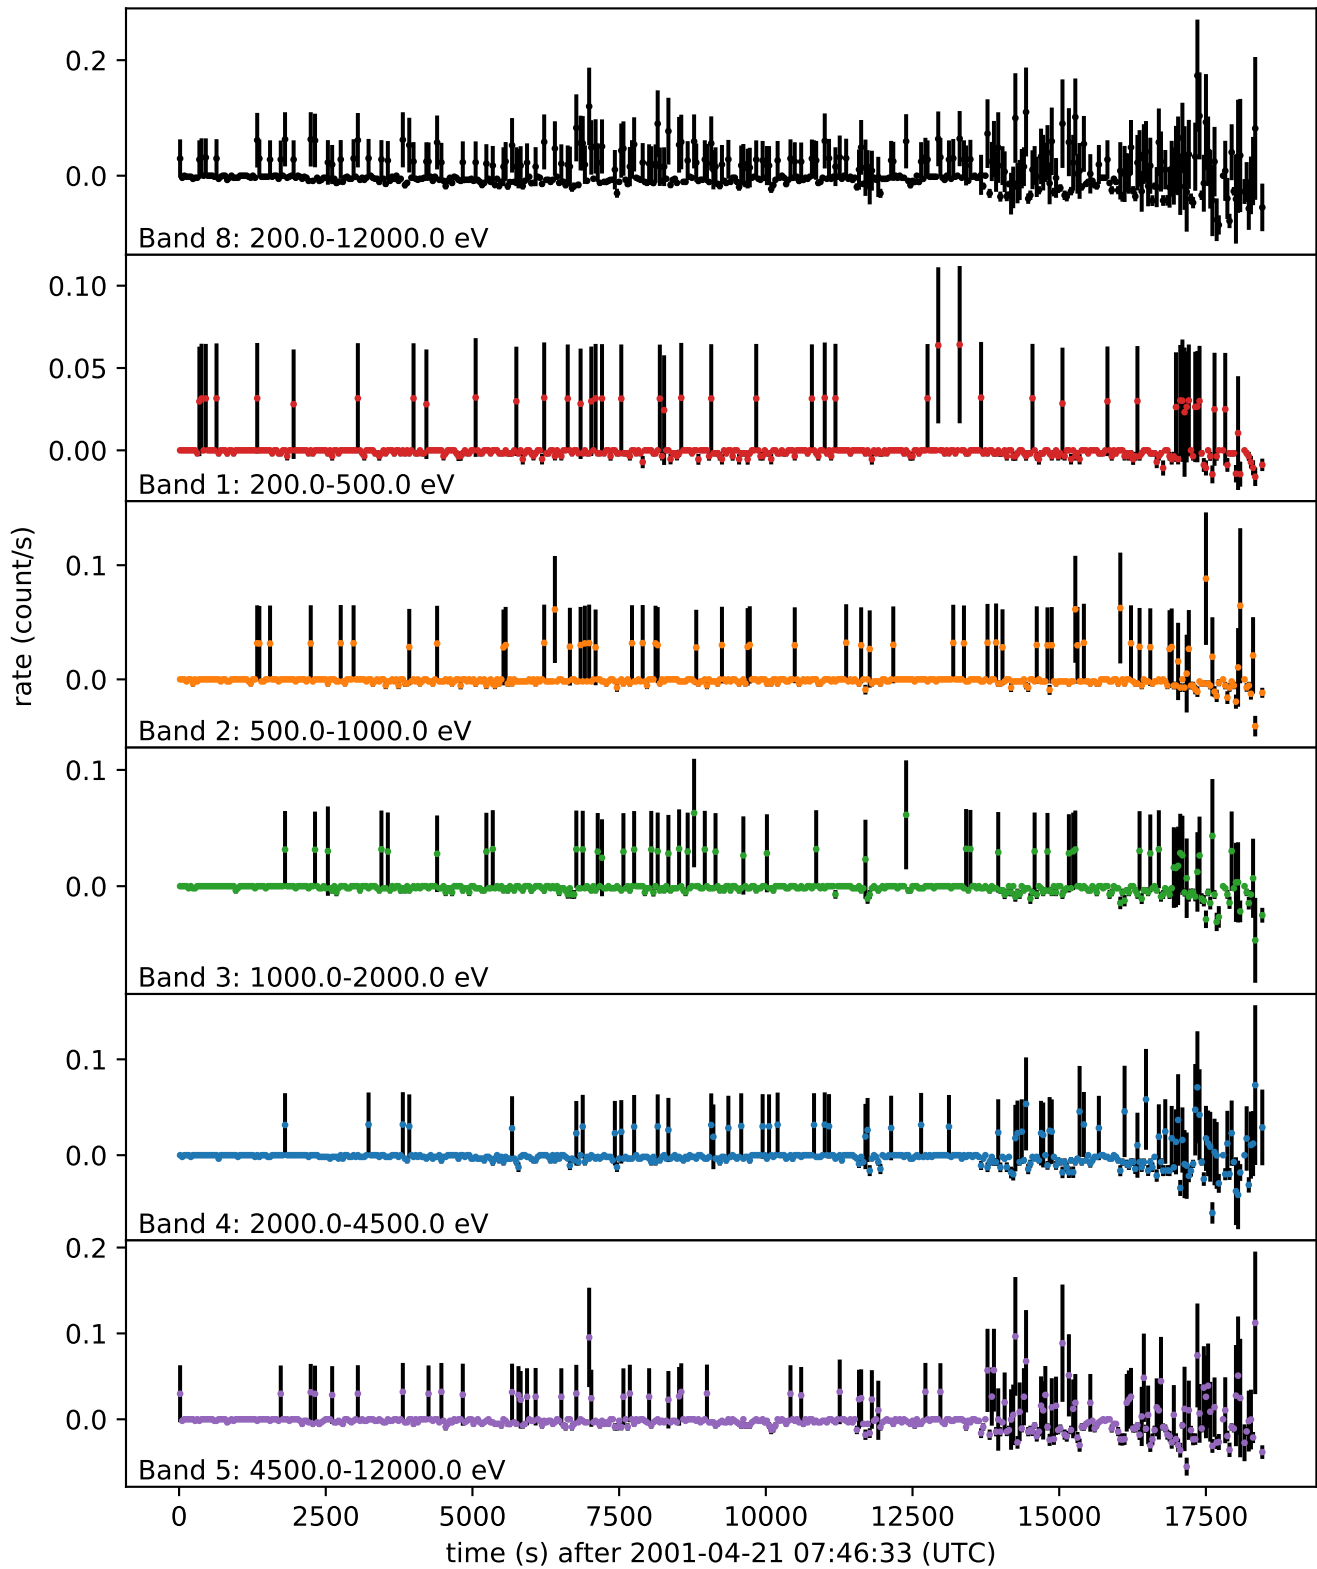 0.2
0.0
Band 8: 200.0-12000.0 eV
0.10
0.05
0.00
Band 1: 200.0-500.0 eV
0.1
0.0
Band 2: 500.0-1000.0 eV
rate (count/s)
0.1
0.0
Band 3: 1000.0-2000.0 eV
0.1
0.0
Band 4: 2000.0-4500.0 eV
0.2
0.1
0.0
Band 5: 4500.0-12000.0 eV
0 2500 5000 7500 10000 12500 15000 17500
time (s) after 2001-04-21 07:46:33 (UTC)